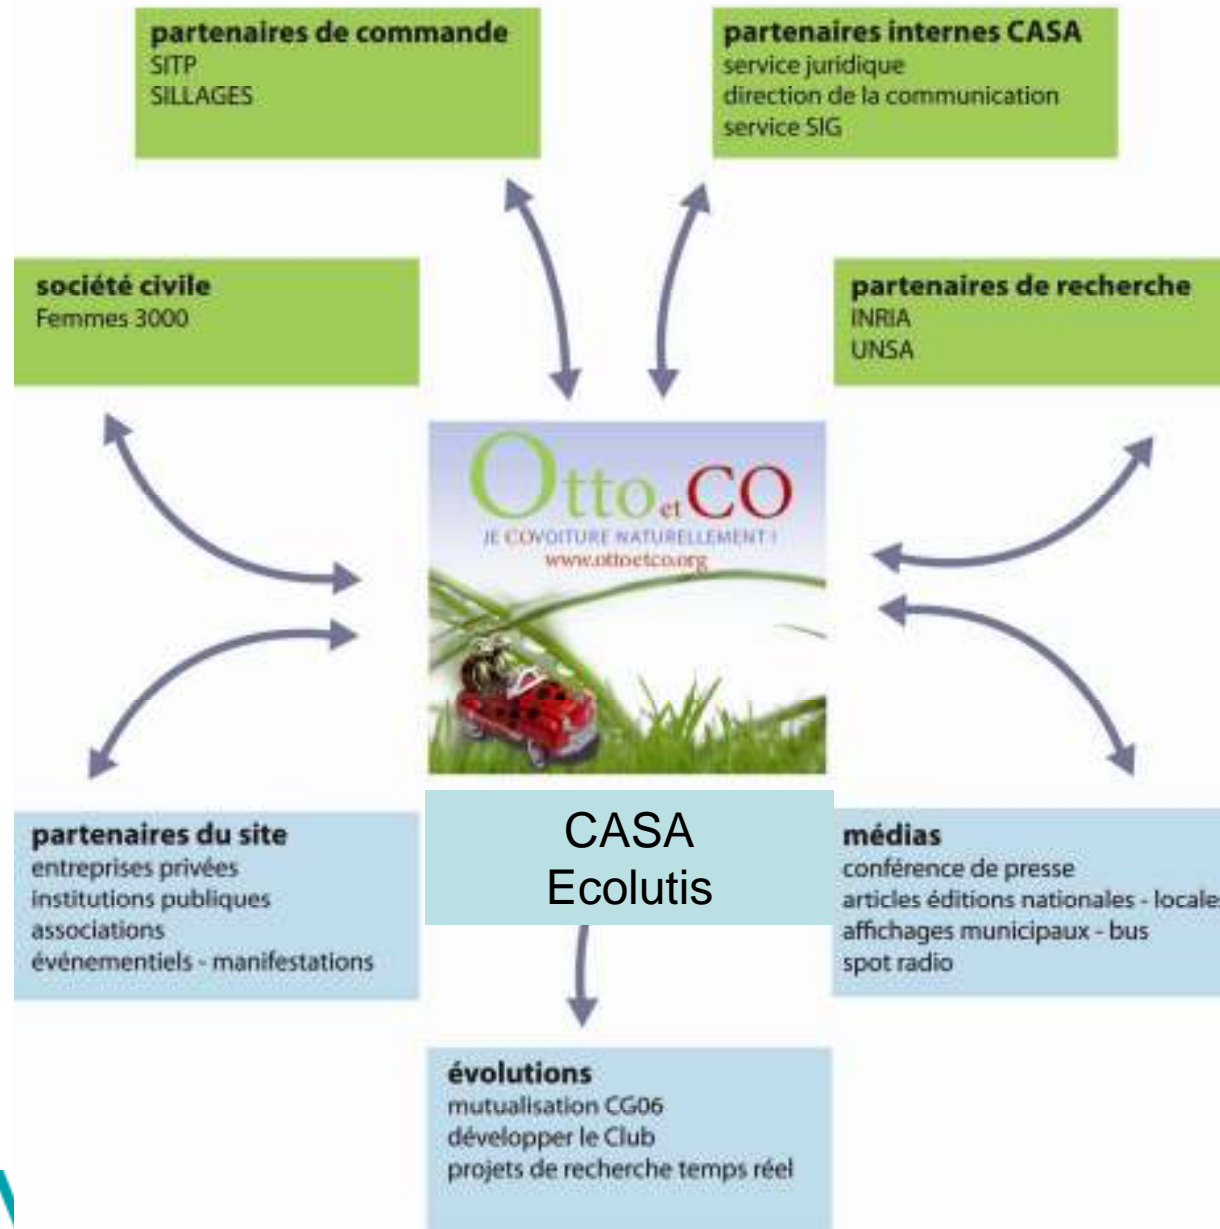 partenaires de commande
SITP
SILLAGES
partenaires internes CASA
service juridique
direction de la communication
service SIG
société civile
Femmes 3000
partenaires de recherche
INRIA
UNSA
Otto et CO
JE COVOITURE NATURELLEMENT !
www.ottoetco.org
CASA
Ecolutis
partenaires du site
entreprises privées
institutions publiques
associations
événementiels - manifestations
médias
conférence de presse
articles éditions nationales - locales
affichages municipaux - bus
spot radio
évolutions
mutualisation CG06
développer le Club
projets de recherche temps réel